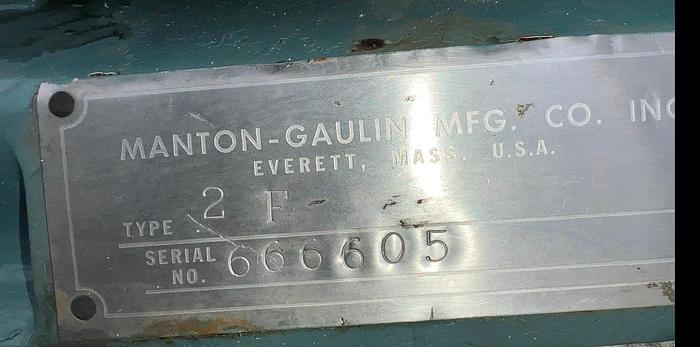 MANTON-GAULIN MFG. CO. INC
EVERETT, MASS. U.S.A.
TYPE 2 F
SERIAL NO. 666605